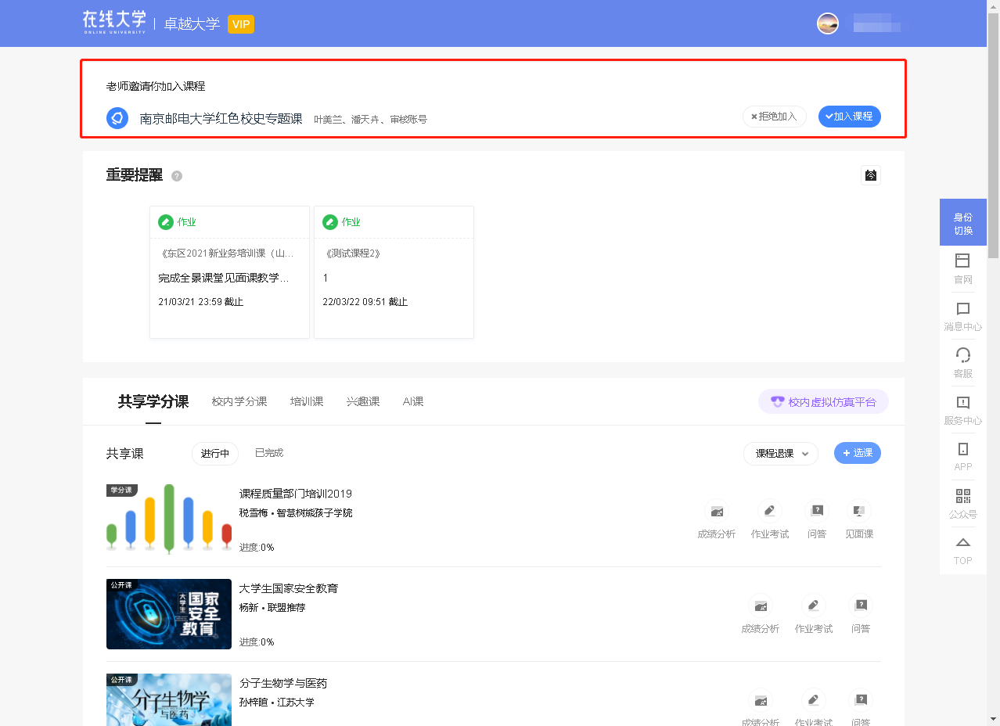 在线大学
ONLINE UNIVERSITY
卓越大学 VIP
老师邀请你加入课程
南京邮电大学红色校史专题课 叶美兰、潘天卉、审核账号
拒绝加入 加入课程
重要提醒 ?
作业
《东区2021新业务培训课（山...
完成全景课堂见面课教学...
21/03/21 23:59 截止
作业
《测试课程2》
1
22/03/22 09:51 截止
身份
切换
官网
消息中心
客服
服务中心
APP
公众号
TOP
共享学分课 校内学分课 培训课 兴趣课 AI课 校内虚拟仿真平台
共享课 进行中 已完成 课程退课 + 选课
学分课
课程质量部门培训2019
税雪梅 • 智慧树熊孩子学院
进度:0%
成绩分析 作业考试 问答 见面课
公开课
大学生
国家
安全
教育
大学生国家安全教育
杨新 • 联盟推荐
进度:0%
成绩分析 作业考试 问答
公开课
分子生物学
与医药
分子生物学与医药
孙梓暄 • 江苏大学
成绩分析 作业考试 问答